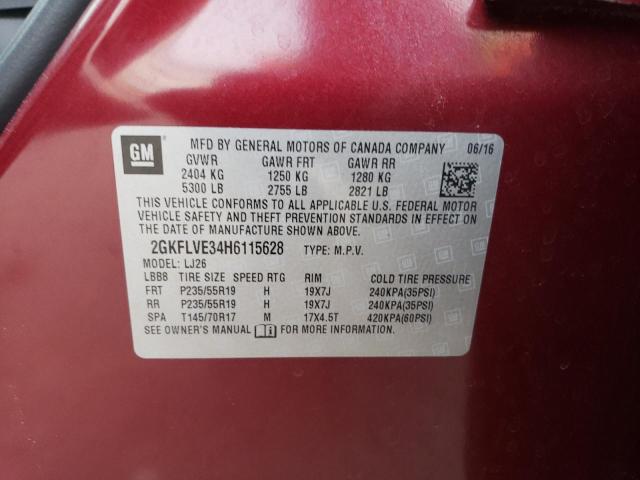 GM MFD BY GENERAL MOTORS OF CANADA COMPANY 06/16
GVWR GAWR FRT GAWR RR
2404 KG 1250 KG 1280 KG
5300 LB 2755 LB 2821 LB
THIS VEHICLE CONFORMS TO ALL APPLICABLE U.S. FEDERAL MOTOR
VEHICLE SAFETY AND THEFT PREVENTION STANDARDS IN EFFECT ON
THE DATE OF MANUFACTURE SHOWN ABOVE.
2GKFLVE34H6115628 TYPE: M.P.V.
MODEL: LJ26
LBB8 TIRE SIZE SPEED RTG RIM COLD TIRE PRESSURE
FRT P235/55R19 H 19X7J 240KPA(35PSI)
RR P235/55R19 H 19X7J 240KPA(35PSI)
SPA T145/70R17 M 17X4.5T 420KPA(60PSI)
SEE OWNER'S MANUAL FOR MORE INFORMATION